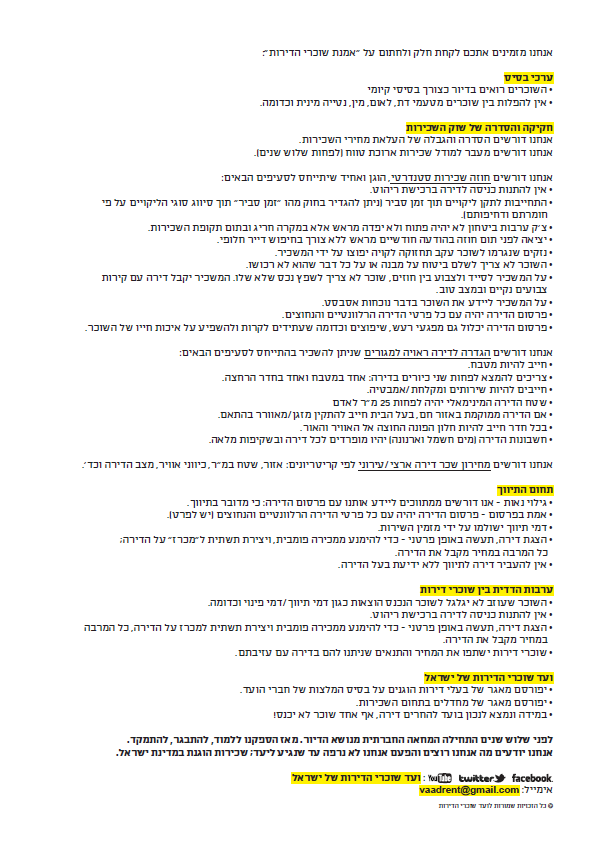 אנחנו מזמינים אתכם לקחת חלק ולחתום על "אמנת שוכרי הדירות":
ערכי בסיס
• השוכרים רואים בדיור כצורך בסיסי קיומי
• אין להפלות בין שוכרים מטעמי דת, לאום, מין, נטייה מינית וכדומה.
חקיקה והסדרה של שוק השכירות
אנחנו דורשים הסדרה והגבלה של העלאת מחירי השכירות.
אנחנו דורשים מעבר למודל שכירות ארוכת טווח (לפחות שלוש שנים).
אנחנו דורשים חוזה שכירות סטנדרטי, הוגן ואחיד שיתייחס לסעיפים הבאים:
• אין להתנות כניסה לדירה ברכישת ריהוט.
• התחייבות לתקן ליקויים תוך זמן סביר (ניתן להגדיר בחוק מהו "זמן סביר" תוך סיווג סוגי הליקויים על פי
חומרתם ודחיפותם).
• צ'ק ערבות ביטחון לא יהיה פתוח ולא יפדה מראש אלא במקרה חריג ובתום תקופת השכירות.
• יציאה לפני תום חוזה בהודעה חודשיים מראש ללא צורך בחיפוש דייר חלופי.
• נזקים שנגרמו לשוכר עקב תחזוקה לקויה יפוצו על ידי המשכיר.
• השוכר לא צריך לשלם ביטוח על מבנה או על כל דבר שהוא לא רכושו.
• על המשכיר לסייד ולצבוע בין חוזים, שוכר לא צריך לשפץ נכס שלא שלו. המשכיר יקבל דירה עם קירות
צבועים נקיים ובמצב טוב.
• על המשכיר ליידע את השוכר בדבר נוכחות אסבסט.
• פרסום הדירה יהיה עם כל פרטי הדירה הרלוונטיים והנחוצים.
• פרסום הדירה יכלול גם מפגעי רעש, שיפוצים וכדומה שעתידים לקרות ולהשפיע על איכות חייו של השוכר.
אנחנו דורשים הגדרה לדירה ראויה למגורים שניתן להשכיר בהתייחס לסעיפים הבאים:
• חייב להיות מטבח.
• צריכים להמצא לפחות שני כיורים בדירה: אחד במטבח ואחד בחדר הרחצה.
• חייבים להיות שירותים ומקלחת/אמבטיה.
• שטח הדירה המינימאלי יהיה לפחות 25 מ"ר לאדם
• אם הדירה ממוקמת באזור חם, בעל הבית חייב להתקין מזגן/מאוורר בהתאם.
• בכל חדר חייב להיות חלון הפונה החוצה אל האוויר והאור.
• חשבונות הדירה (מים חשמל וארנונה) יהיו מופרדים לכל דירה ובשקיפות מלאה.
אנחנו דורשים מחירון שכר דירה ארצי/עירוני לפי קריטריונים: אזור, שטח במ"ר, כיווני אוויר, מצב הדירה וכד'.
תחום התיווך
• גילוי נאות - אנו דורשים ממתווכים ליידע אותנו עם פרסום הדירה: כי מדובר בתיווך.
• אמת בפרסום - פרסום הדירה יהיה עם כל פרטי הדירה הרלוונטיים והנחוצים (יש לפרט).
• דמי תיווך ישולמו על ידי מזמין השירות.
• הצגת דירה, תעשה באופן פרטני - כדי להימנע ממכירה פומבית, ויצירת תשתית ל"מכרז" על הדירה;
כל המרבה במחיר מקבל את הדירה.
• אין להעביר דירה לתיווך ללא ידיעת בעל הדירה.
ערבות הדדית בין שוכרי דירות
• השוכר שעוזב לא יגלגל לשוכר הנכנס הוצאות כגון דמי תיווך/דמי פינוי וכדומה.
• אין להתנות כניסה לדירה ברכישת ריהוט.
• הצגת דירה, תעשה באופן פרטני - כדי להימנע ממכירה פומבית ויצירת תשתית למכרז על הדירה, כל המרבה
במחיר מקבל את הדירה.
• שוכרי דירות ישתפו את המחיר והתנאים שניתנו להם בדירה עם עזיבתם.
ועד שוכרי הדירות של ישראל
• יפורסם מאגר של בעלי דירות הוגנים על בסיס המלצות של חברי הועד.
• יפורסם מאגר של מחדלים בתחום השכירות.
• במידה ונמצא לנכון בועד להחרים דירה, אף אחד שוכר לא יכנס!
לפני שלוש שנים התחילה המחאה החברתית מנושא הדיור. מאז הספקנו ללמוד, להתבגר, להתמקד.
אנחנו יודעים מה אנחנו רוצים והפעם אנחנו לא נרפה עד שנגיע ליעד: שכירות הוגנת במדינת ישראל.
facebook. twitter YouTube : ועד שוכרי הדירות של ישראל
אימייל: vaadrent@gmail.com
© כל הזכויות שמורות לועד שוכרי הדירות